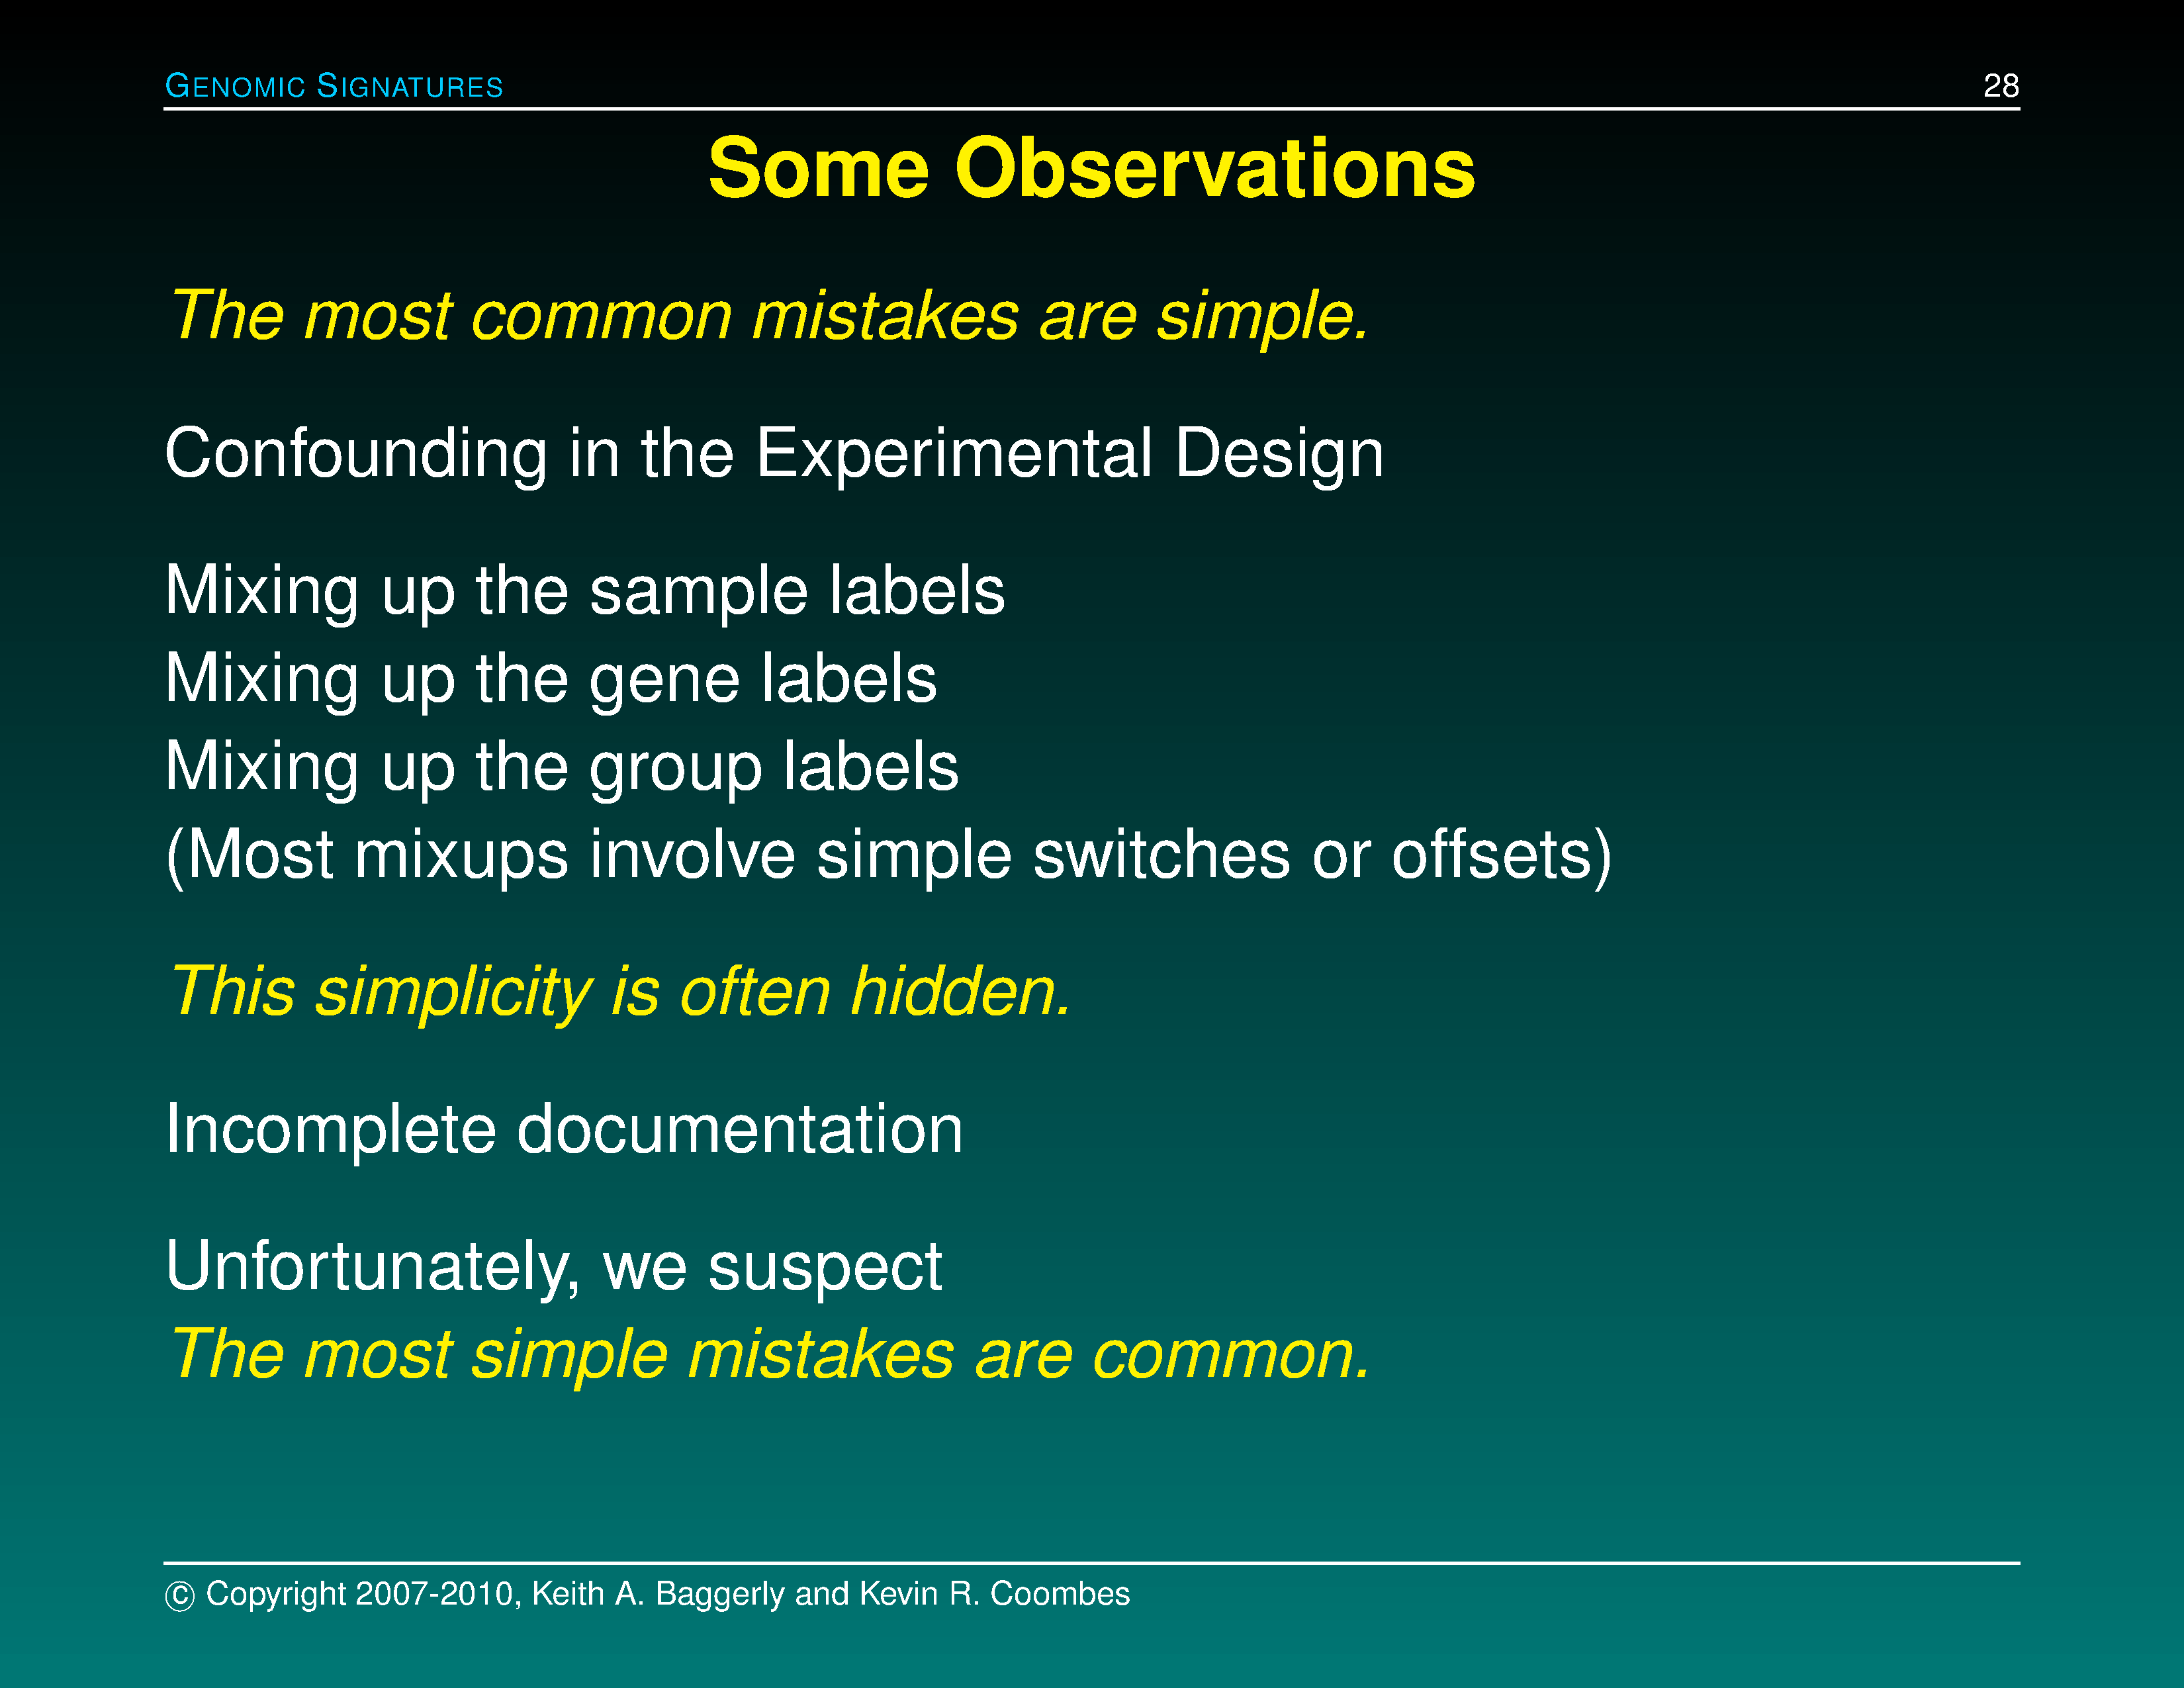 GENOMIC SIGNATURES 28
Some Observations
The most common mistakes are simple.
Confounding in the Experimental Design
Mixing up the sample labels
Mixing up the gene labels
Mixing up the group labels
(Most mixups involve simple switches or offsets)
This simplicity is often hidden.
Incomplete documentation
Unfortunately, we suspect
The most simple mistakes are common.
© Copyright 2007-2010, Keith A. Baggerly and Kevin R. Coombes